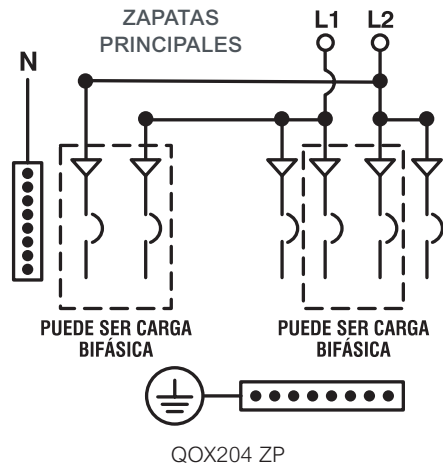 ZAPATAS
PRINCIPALES
L1 L2
N
PUEDE SER CARGA
BIFÁSICA
PUEDE SER CARGA
BIFÁSICA
QOX204 ZP